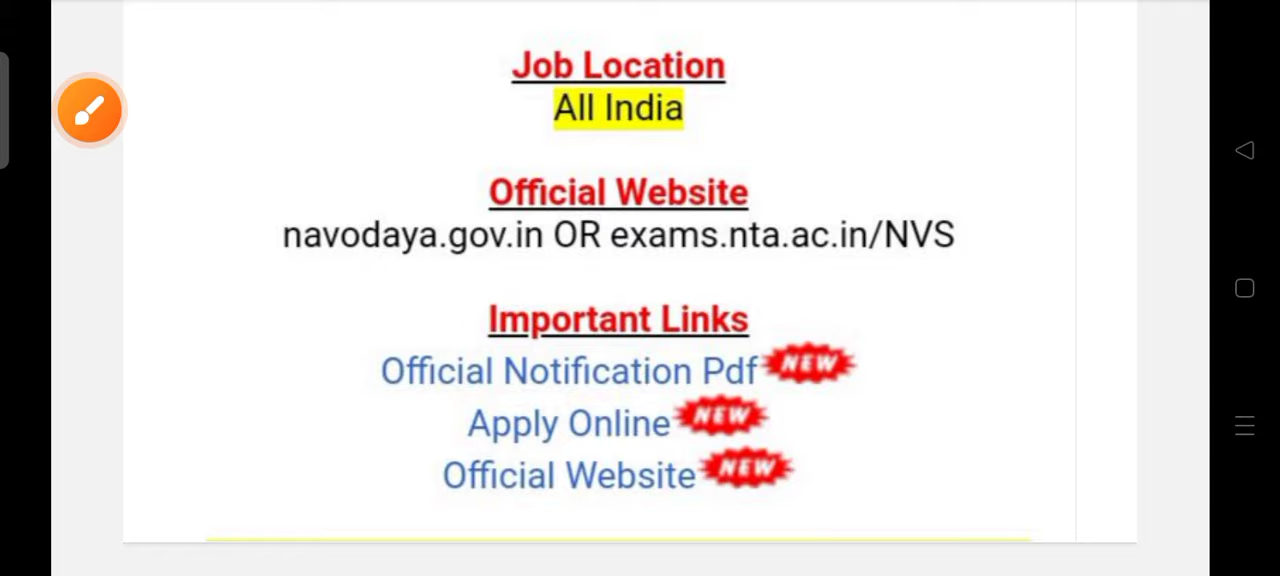 Job Location
All India
Official Website
navodaya.gov.in OR exams.nta.ac.in/NVS
Important Links
Official Notification Pdf NEW
Apply Online NEW
Official Website NEW